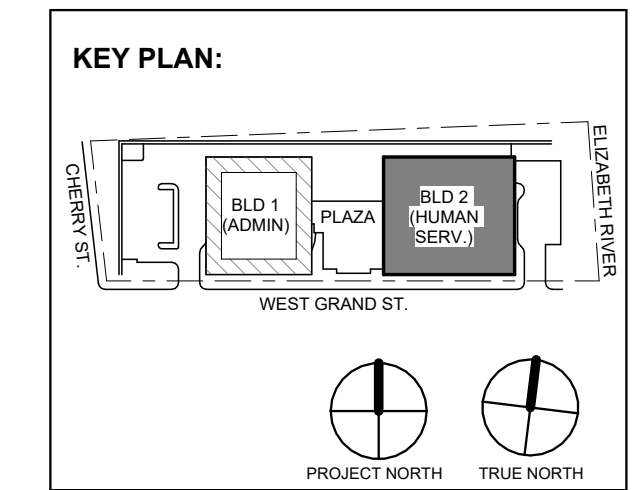 KEY PLAN:
CHERRY ST.
BLD 1
(ADMIN)
PLAZA
BLD 2
(HUMAN
SERV.)
ELIZABETH RIVER
WEST GRAND ST.
PROJECT NORTH
TRUE NORTH